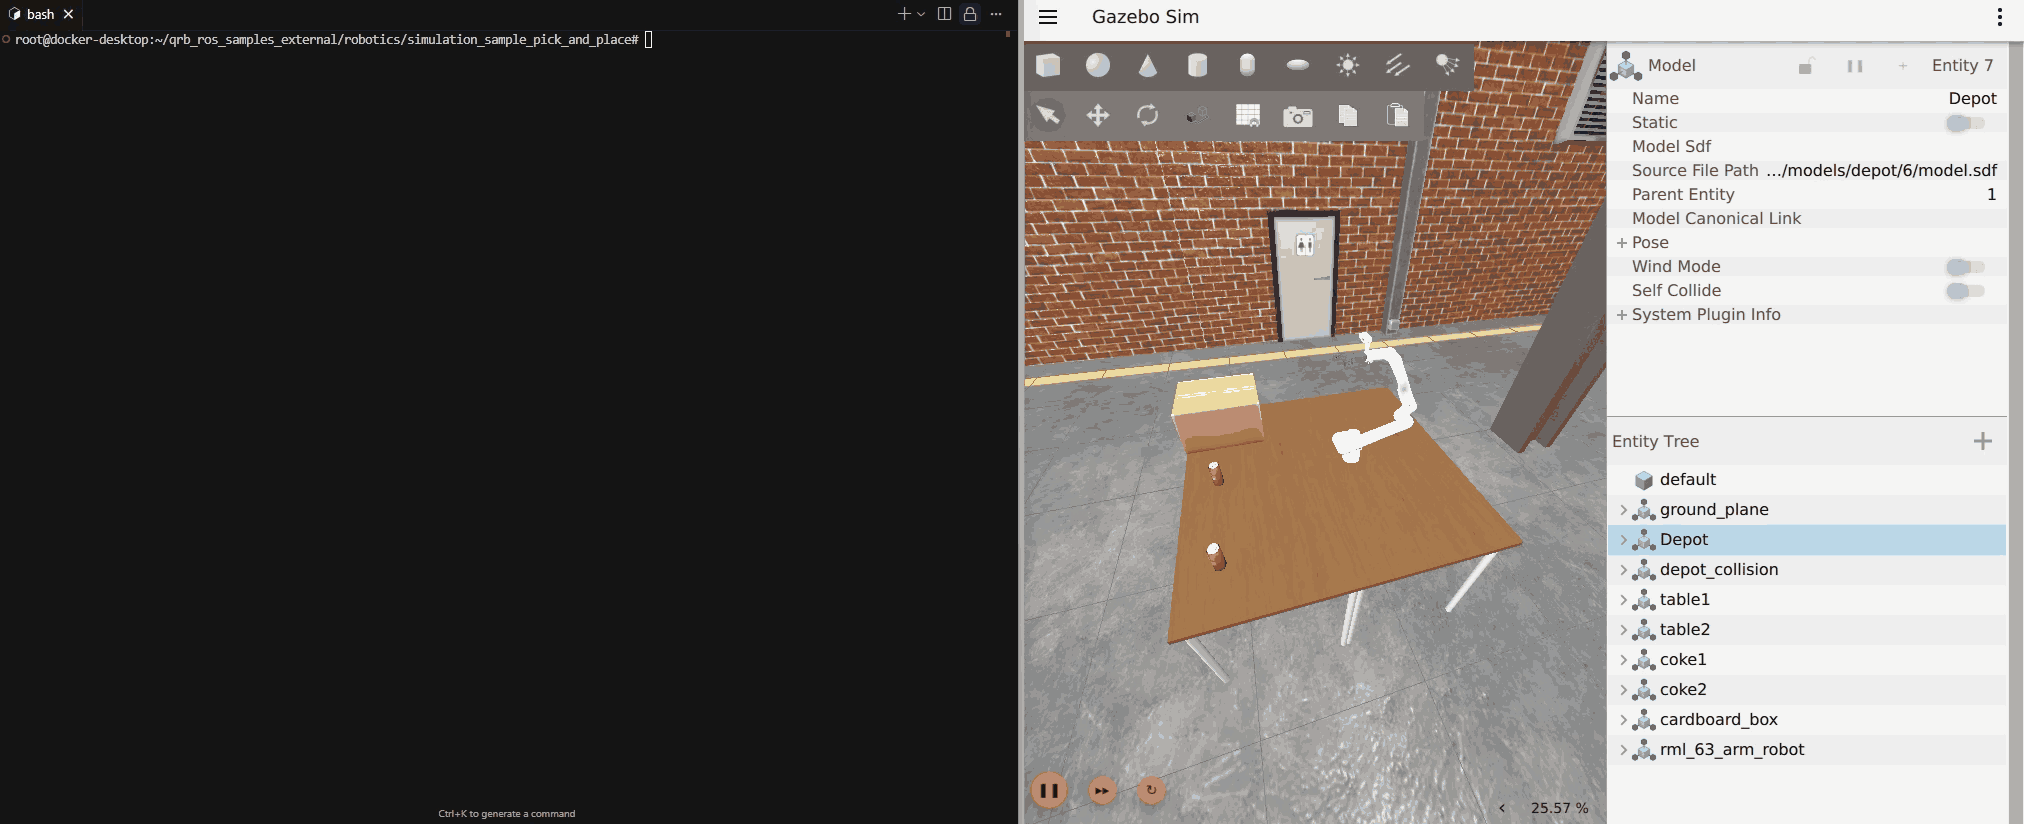 bash
root@docker-desktop:~/qrb_ros_samples_external/robotics/simulation_sample_pick_and_place#
Ctrl+K to generate a command
Gazebo Sim
25.57 %
Model
Entity 7
Name
Depot
Static
Model Sdf
Source File Path
.../models/depot/6/model.sdf
Parent Entity
1
Model Canonical Link
Pose
Wind Mode
Self Collide
System Plugin Info
Entity Tree
default
ground_plane
Depot
depot_collision
table1
table2
coke1
coke2
cardboard_box
rml_63_arm_robot